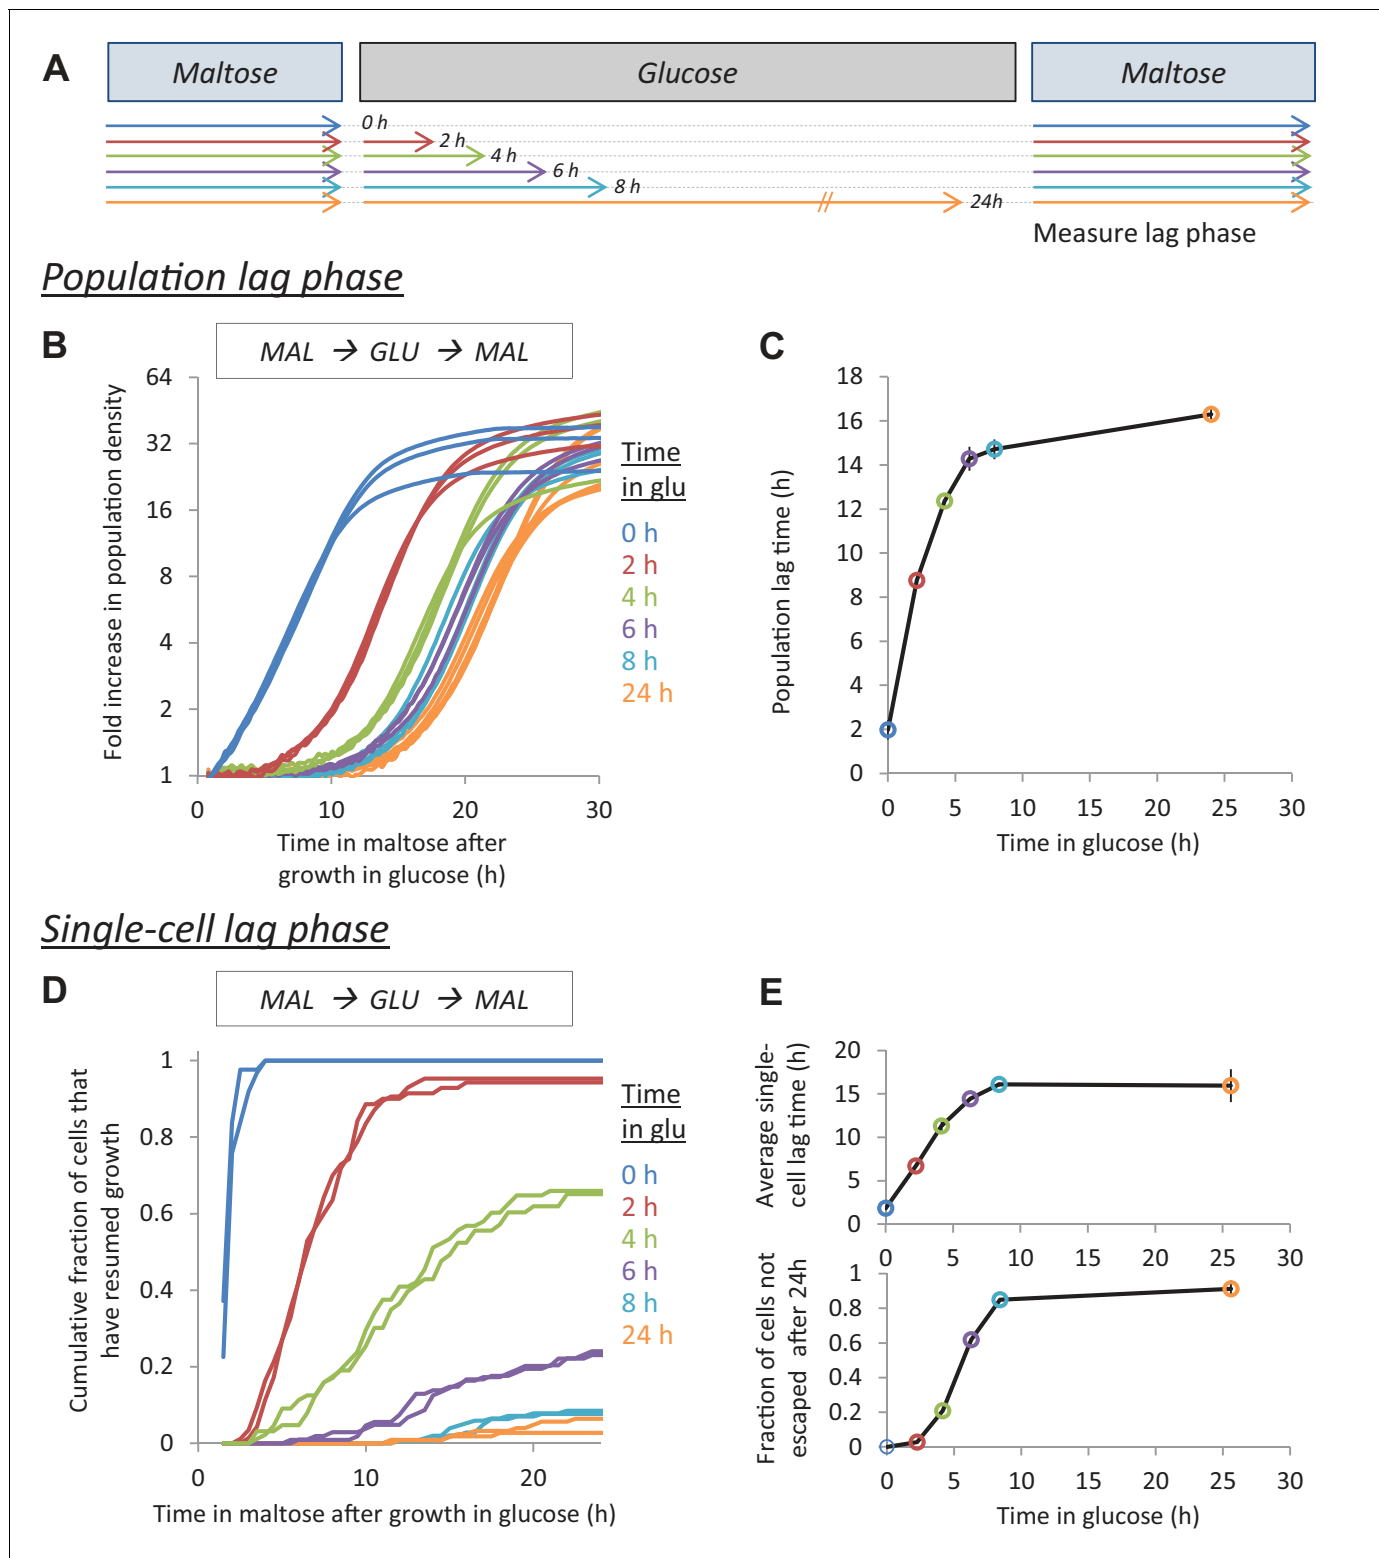 A
Maltose
Glucose
Maltose
0 h
2 h
4 h
6 h
8 h
24h
Measure lag phase
Population lag phase
B
MAL → GLU → MAL
Fold increase in population density
64
32
16
8
4
2
1
0
10
20
30
Time in maltose after
growth in glucose (h)
Time
in glu
0 h
2 h
4 h
6 h
8 h
24 h
C
Population lag time (h)
18
16
14
12
10
8
6
4
2
0
0
5
10
15
20
25
30
Time in glucose (h)
Single-cell lag phase
D
MAL → GLU → MAL
Cumulative fraction of cells that
have resumed growth
1
0.8
0.6
0.4
0.2
0
0
10
20
Time in maltose after growth in glucose (h)
Time
in glu
0 h
2 h
4 h
6 h
8 h
24 h
E
Average single-
cell lag time (h)
20
15
10
5
0
0
5
10
15
20
25
30
Fraction of cells not
escaped after 24h
1
0.8
0.6
0.4
0.2
0
0
5
10
15
20
25
30
Time in glucose (h)